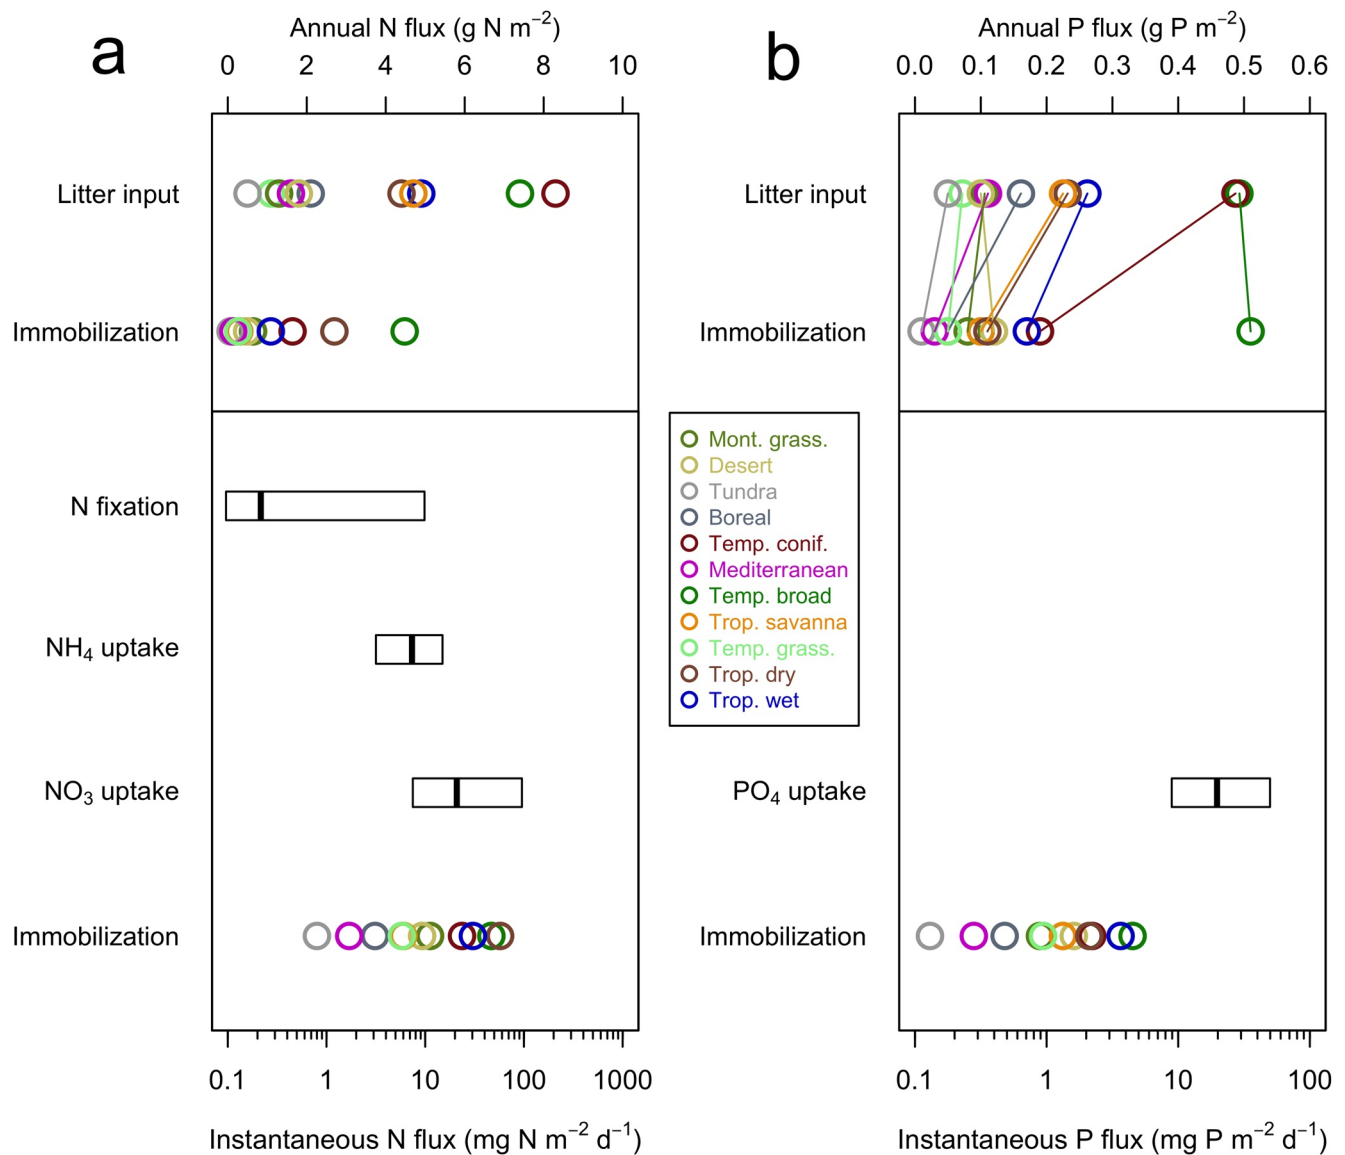 a
Annual N flux (g N m−2)
0 2 4 6 8 10
Litter input
Immobilization
N fixation
NH4 uptake
NO3 uptake
Immobilization
0.1 1 10 100 1000
Instantaneous N flux (mg N m−2 d−1)
b
Annual P flux (g P m−2)
0.0 0.1 0.2 0.3 0.4 0.5 0.6
Litter input
Immobilization
Mont. grass.
Desert
Tundra
Boreal
Temp. conif.
Mediterranean
Temp. broad
Trop. savanna
Temp. grass.
Trop. dry
Trop. wet
PO4 uptake
Immobilization
0.1 1 10 100
Instantaneous P flux (mg P m−2 d−1)